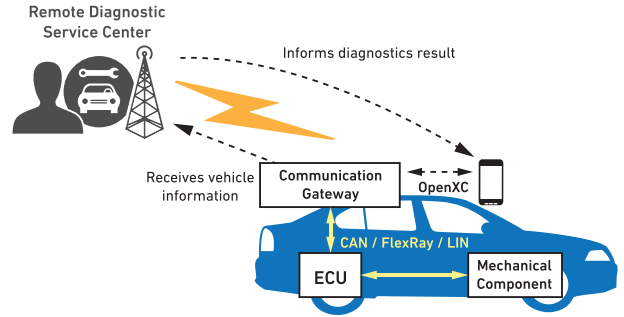 Remote Diagnostic
Service Center
Informs diagnostics result
Receives vehicle
information
Communication
Gateway
OpenXC
CAN / FlexRay / LIN
ECU
Mechanical
Component